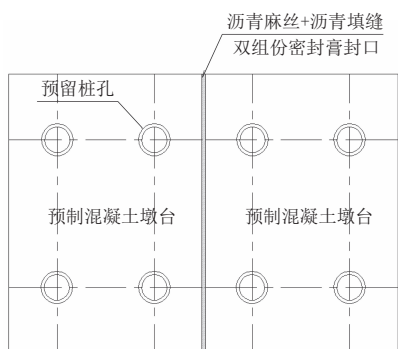 沥青麻丝+沥青填缝
双组份密封膏封口
预留桩孔
预制混凝土墩台
预制混凝土墩台